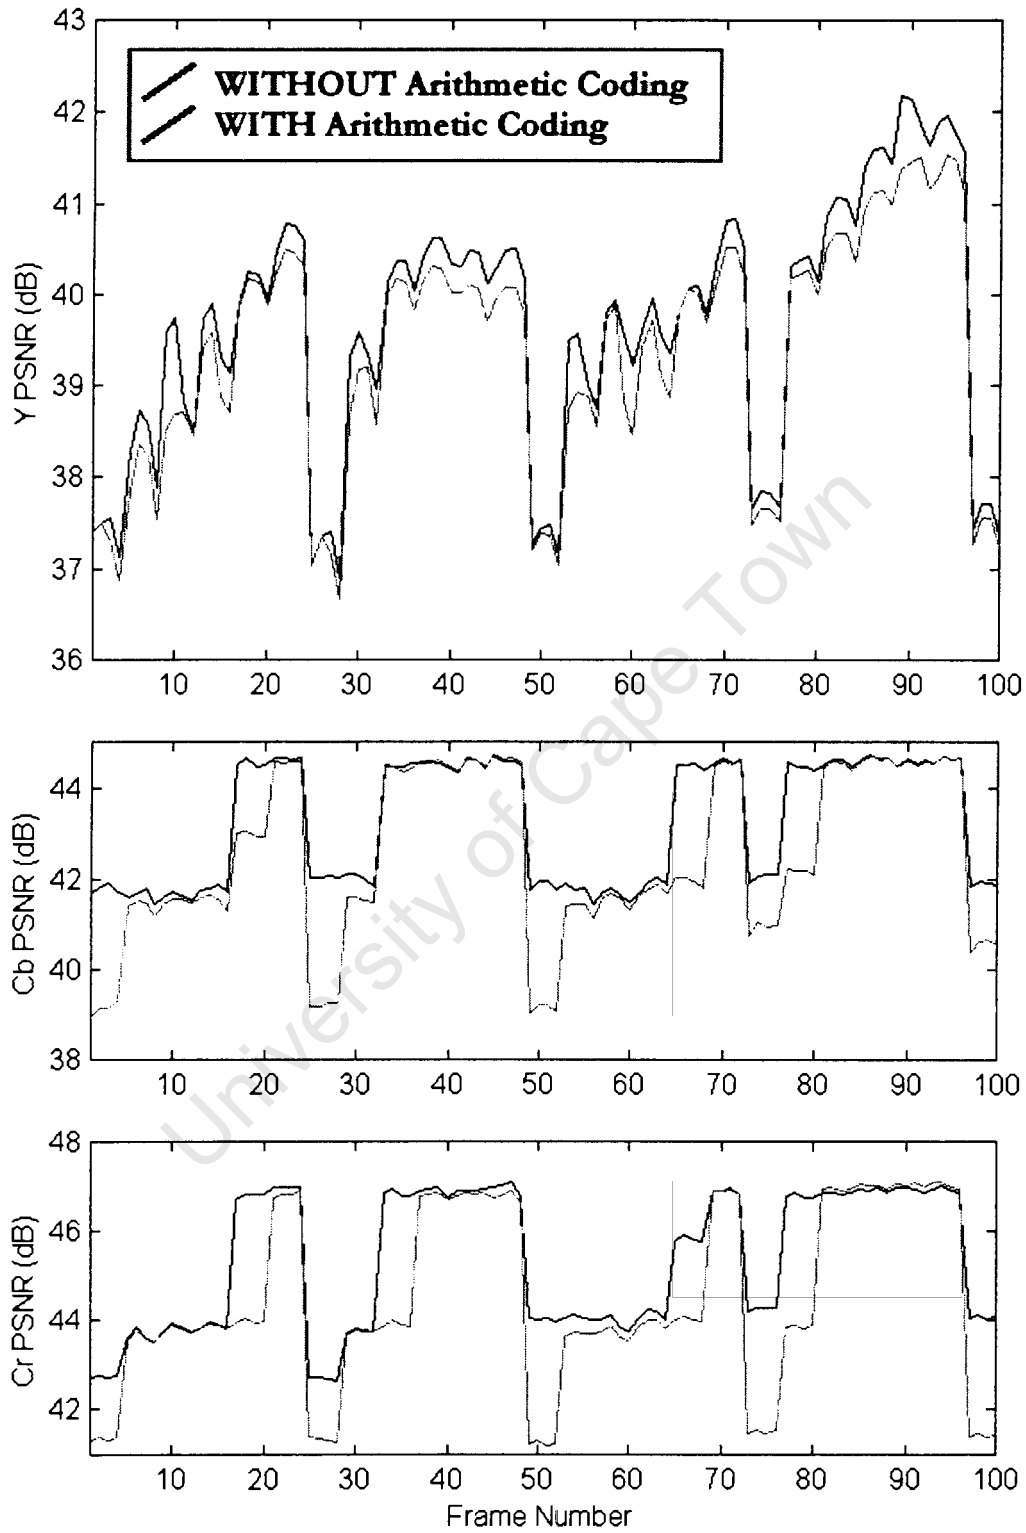 43
42
41
40
39
38
37
36
Y PSNR (dB)
WITHOUT Arithmetic Coding
WITH Arithmetic Coding
10 20 30 40 50 60 70 80 90 100
44
42
40
38
Cb PSNR (dB)
10 20 30 40 50 60 70 80 90 100
48
46
44
42
Cr PSNR (dB)
10 20 30 40 50 60 70 80 90 100
Frame Number
University of Cape Town